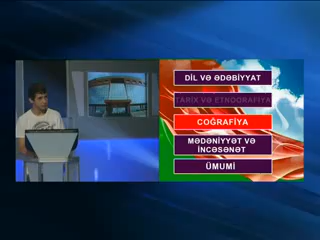 DİL VƏ ƏDƏBİYYAT
TARİX VƏ ETNOQRAFİYA
COĞRAFİYA
MƏDƏNİYYƏT VƏ
İNCƏSƏNƏT
ÜMUMİ